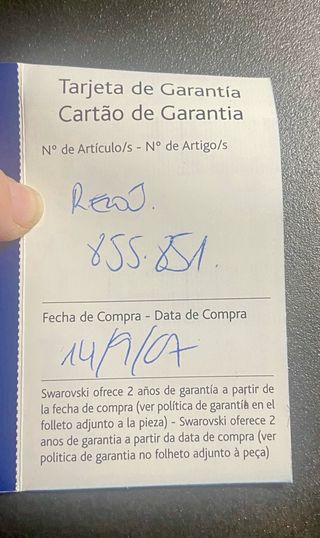 Tarjeta de Garantía
Cartão de Garantia
Nº de Artículo/s - Nº de Artigo/s
RELOJ.
855.851.
Fecha de Compra - Data de Compra
14/9/07
Swarovski ofrece 2 años de garantía a partir de
la fecha de compra (ver política de garantía en el
folleto adjunto a la pieza) - Swarovski oferece 2
anos de garantia a partir da data de compra (ver
politica de garantia no folheto adjunto à peça)